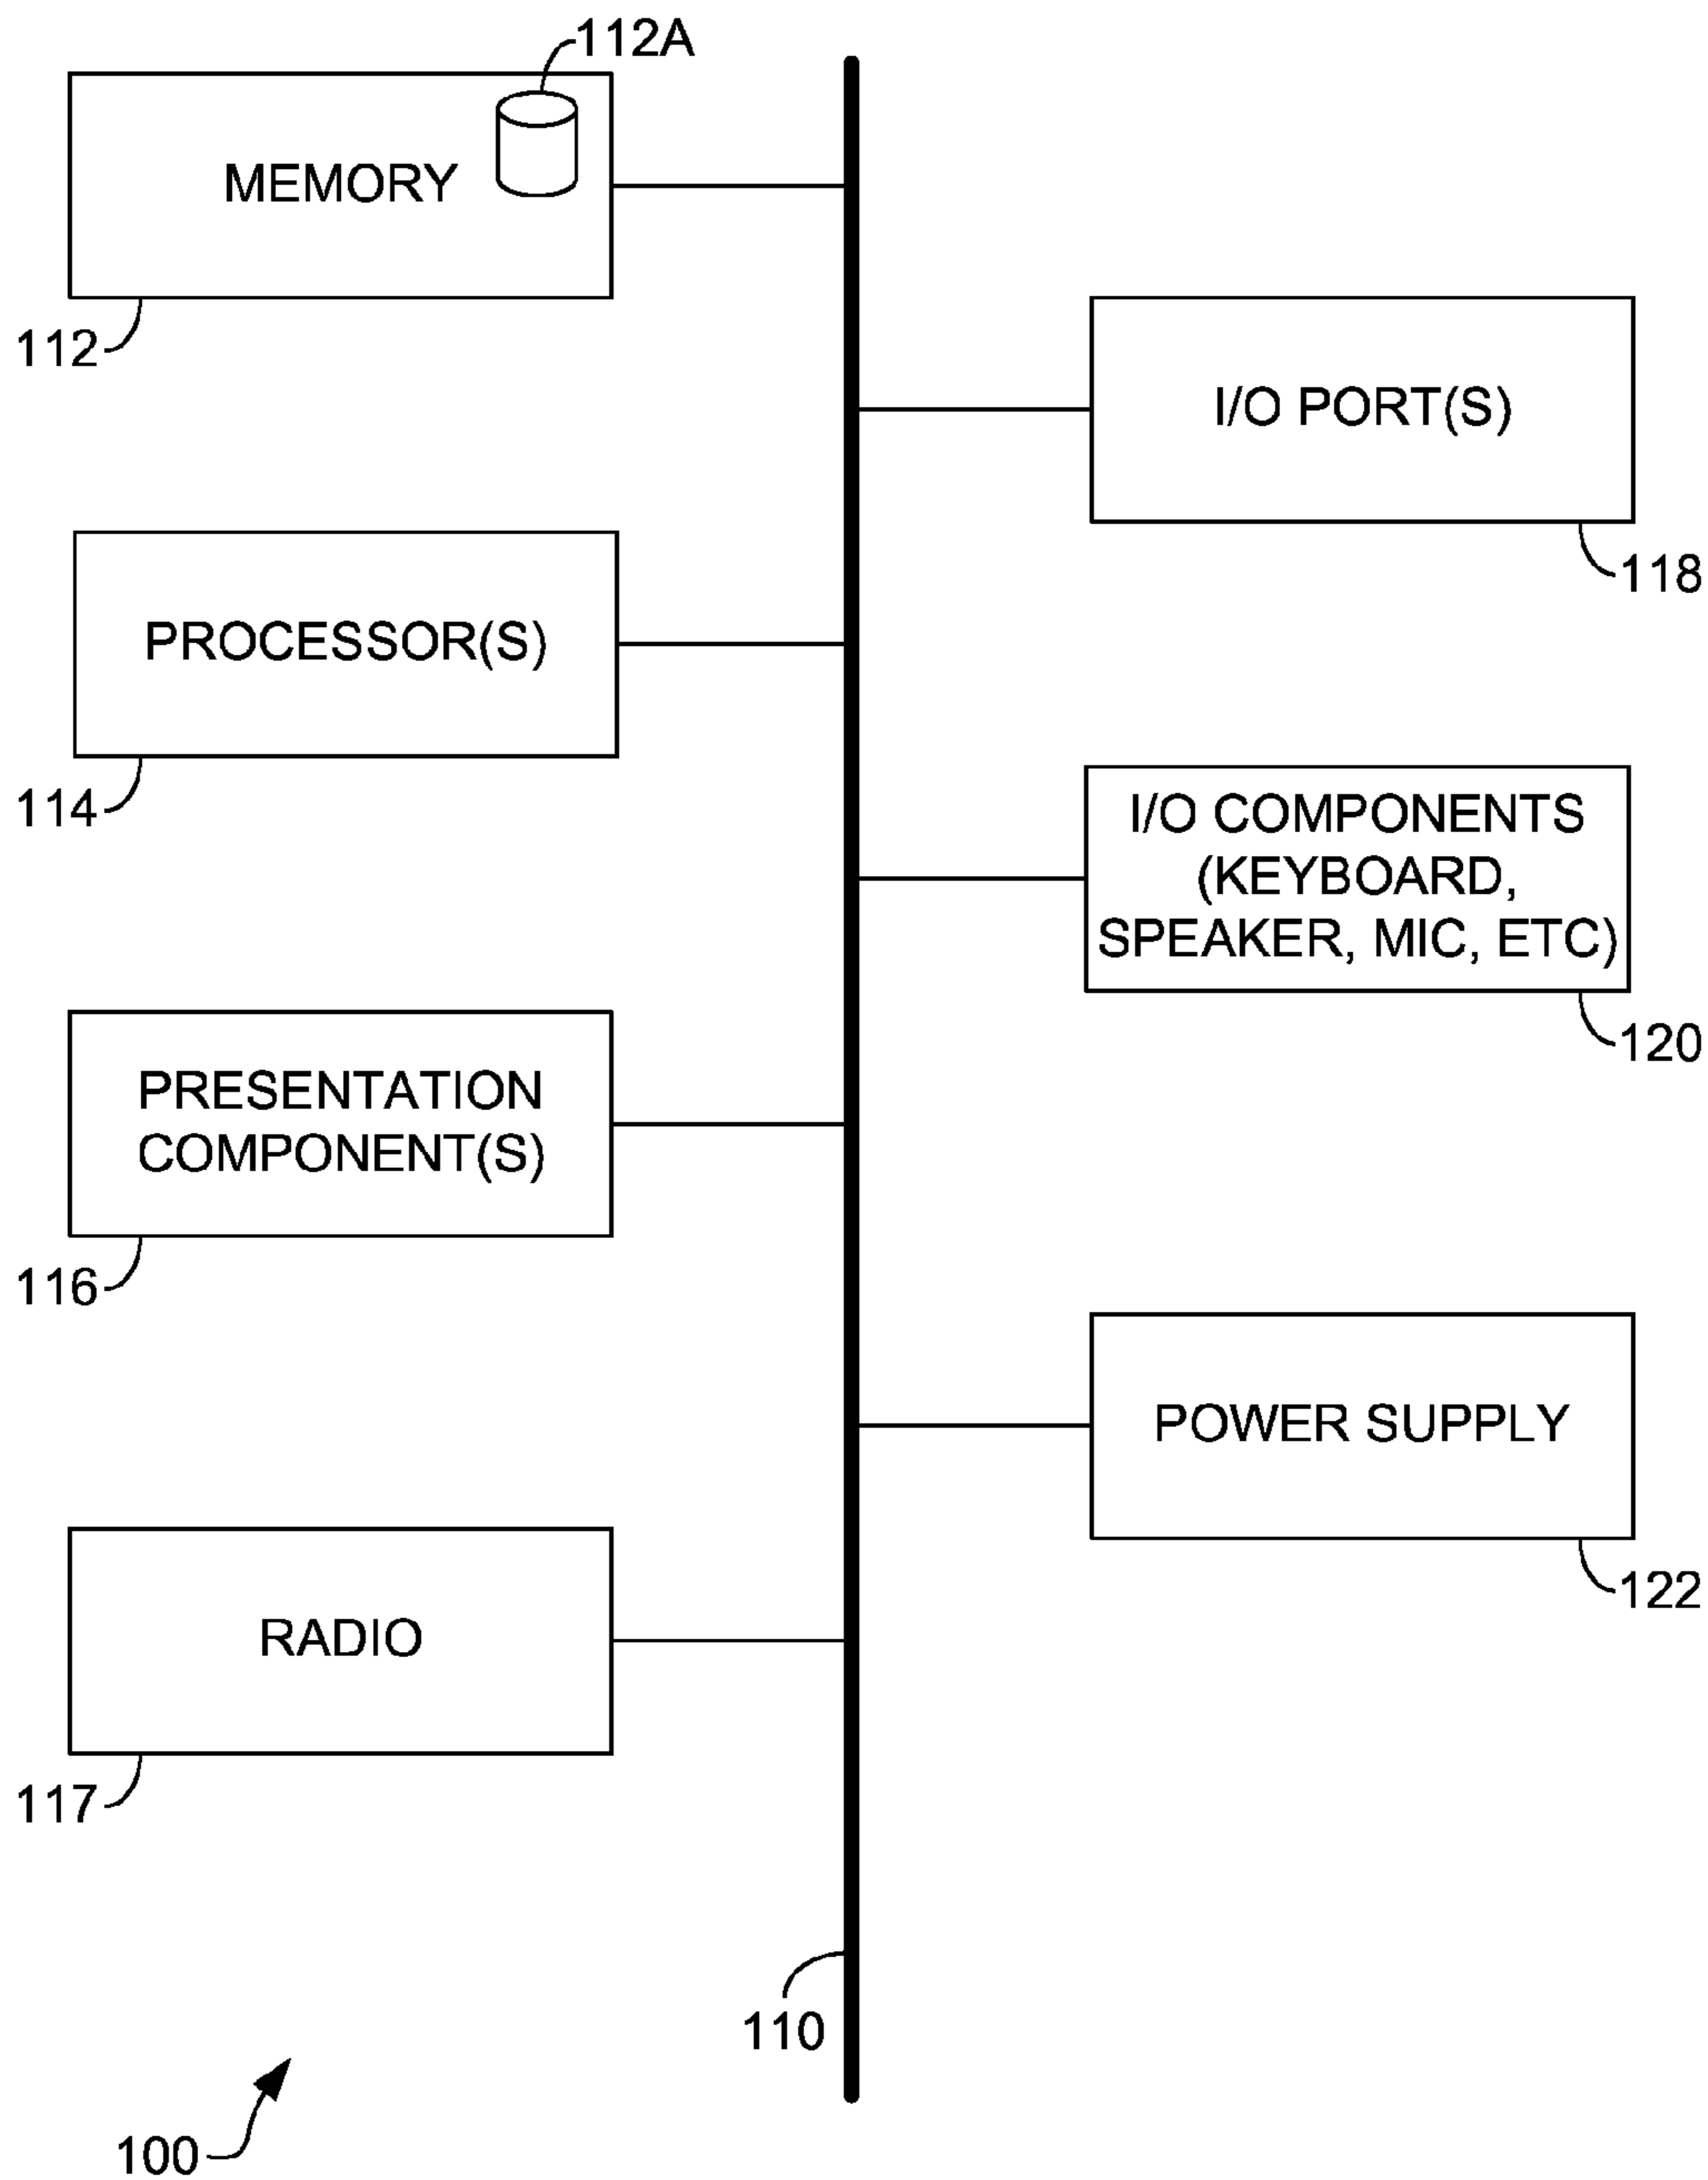 112A
MEMORY
112
I/O PORT(S)
118
PROCESSOR(S)
114
I/O COMPONENTS
(KEYBOARD,
SPEAKER, MIC, ETC)
120
PRESENTATION
COMPONENT(S)
116
POWER SUPPLY
122
RADIO
117
110
100